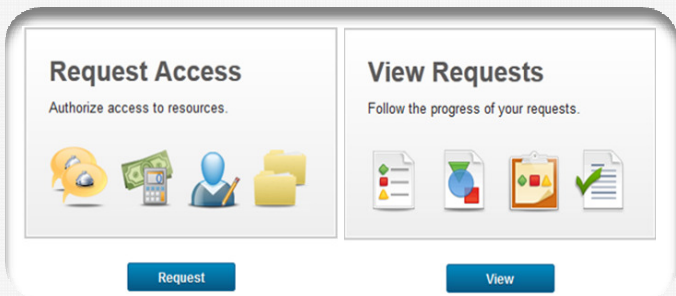 Request Access
Authorize access to resources.
Request
View Requests
Follow the progress of your requests.
View